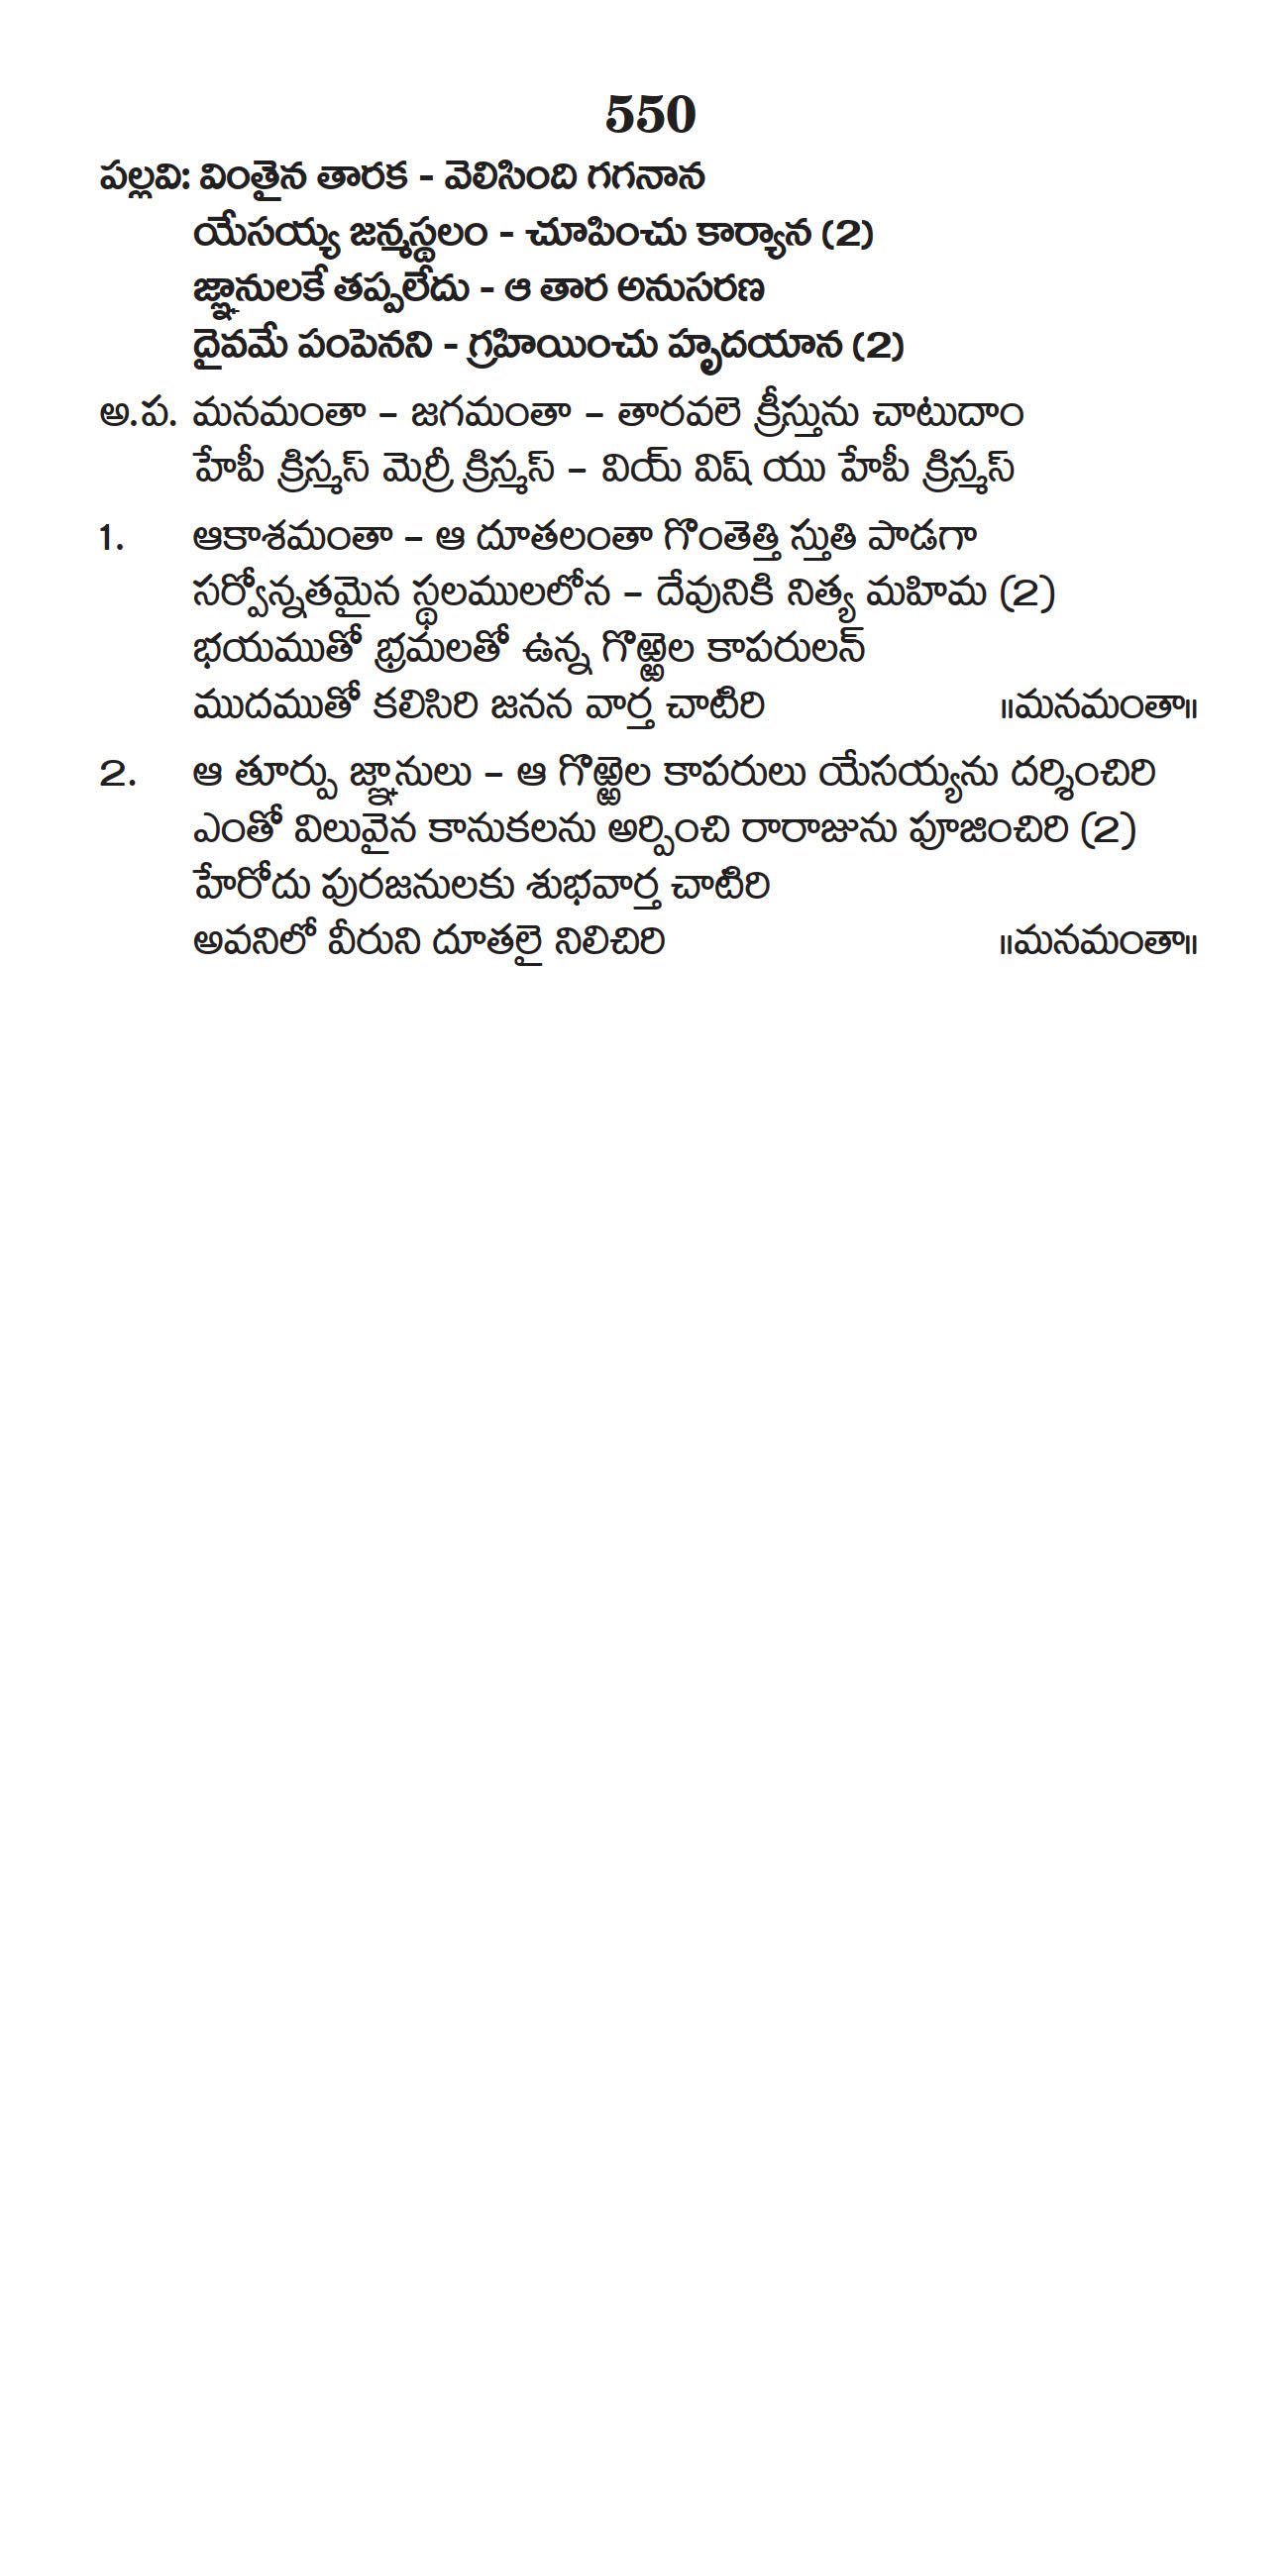 550
పల్లవి: వింతైన తారక - వెలిసింది గగనాన
యేసయ్య జన్మస్థలం - చూపించు కార్యాన (2)
జ్ఞానులకే తప్పలేదు - ఆ తార అనుసరణ
దైవమే పంపెనని - గ్రహియించు హృదయాన (2)
అ.ప. మనమంతా – జగమంతా – తారవలె క్రీస్తును చాటుదాం
హేపీ క్రిస్మస్ మెర్రీ క్రిస్మస్ – వియ్ విష్ యు హేపీ క్రిస్మస్
1. ఆకాశమంతా – ఆ దూతలంతా గొంతెత్తి స్తుతి పాడగా
సర్వోన్నతమైన స్థలములలోన – దేవునికి నిత్య మహిమ (2)
భయముతో భ్రమలతో ఉన్న గొఱ్ఱెల కాపరులన్
ముదముతో కలిసిరి జనన వార్త చాటిరి ॥మనమంతా॥
2. ఆ తూర్పు జ్ఞానులు – ఆ గొఱ్ఱెల కాపరులు యేసయ్యను దర్శించిరి
ఎంతో విలువైన కానుకలను అర్పించి రారాజును పూజించిరి (2)
హేరోదు పురజనులకు శుభవార్త చాటిరి
అవనిలో వీరుని దూతలై నిలిచిరి ॥మనమంతా॥